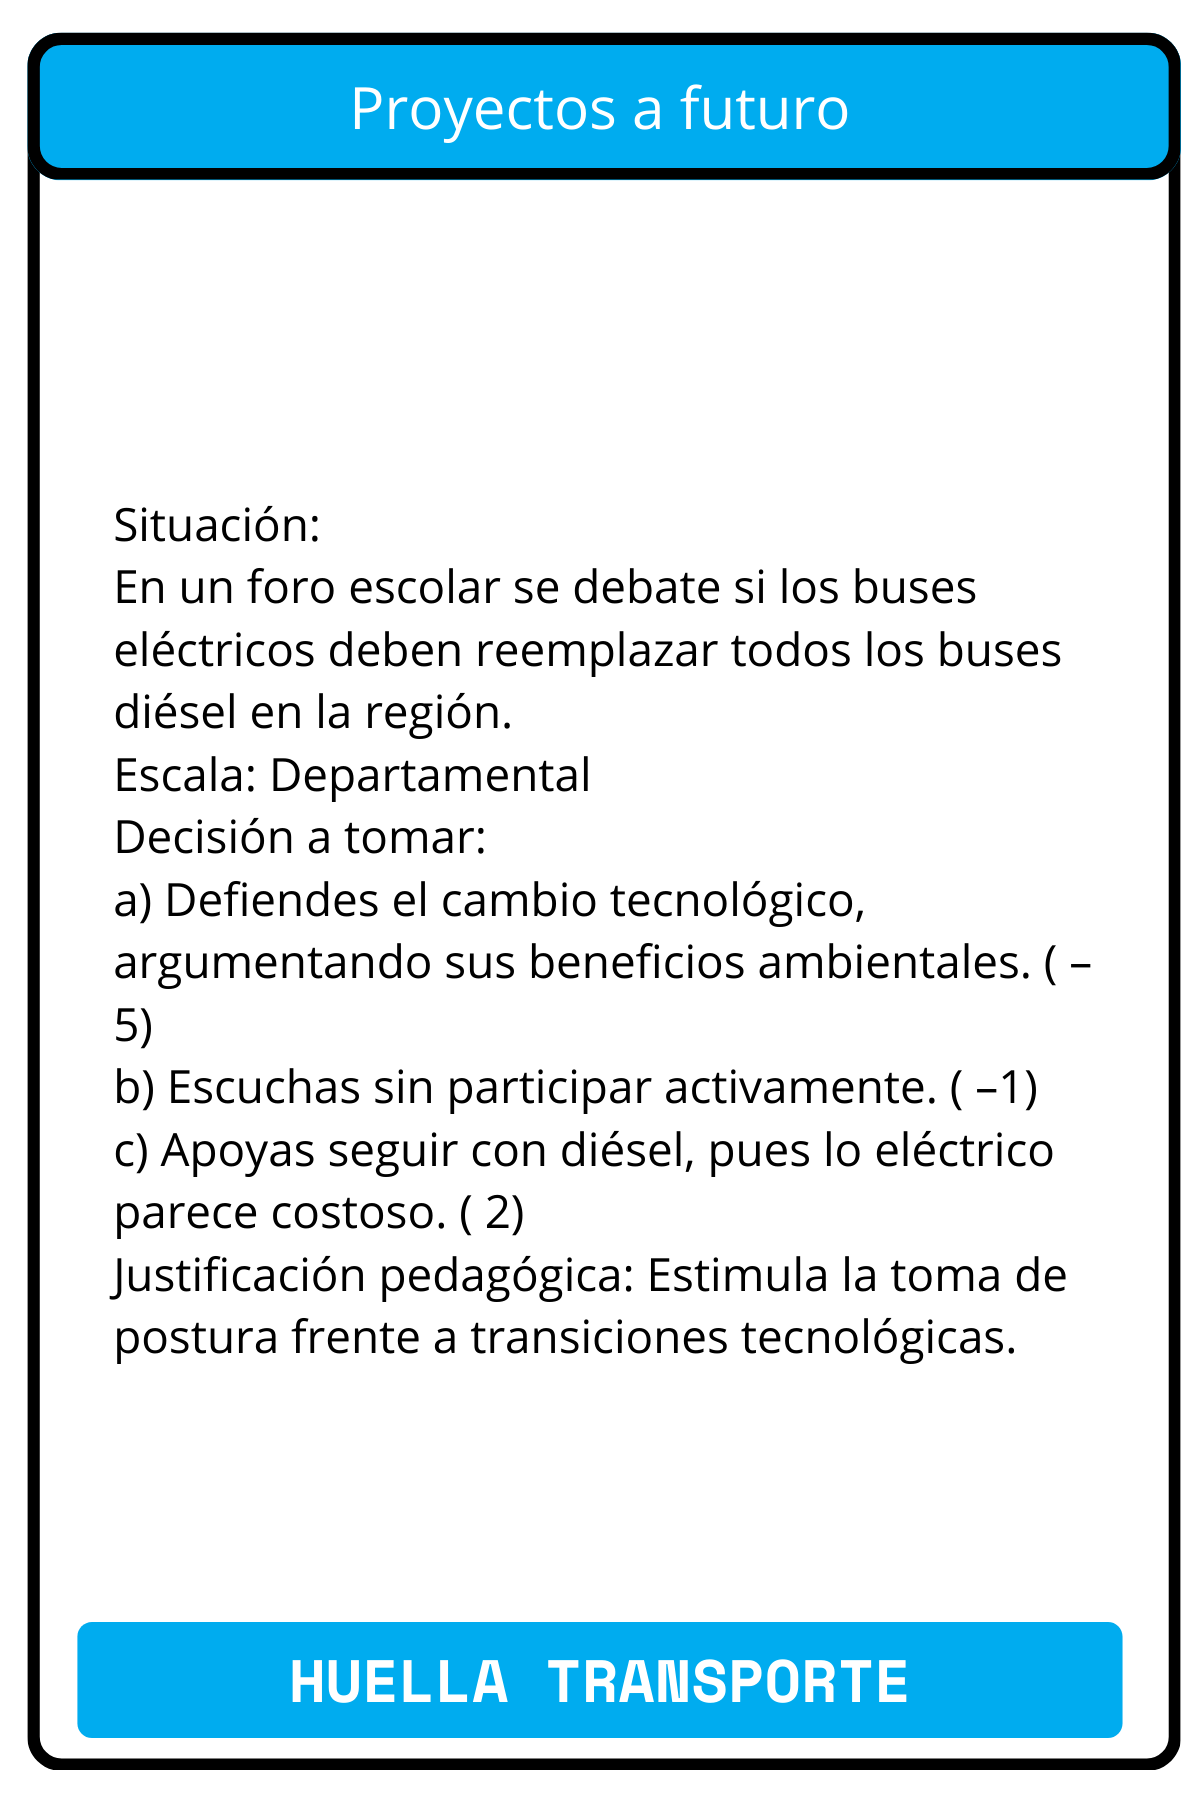 Proyectos a futuro
Situación:
En un foro escolar se debate si los buses
eléctricos deben reemplazar todos los buses
diésel en la región.
Escala: Departamental
Decisión a tomar:
a) Defiendes el cambio tecnológico,
argumentando sus beneficios ambientales. ( –
5)
b) Escuchas sin participar activamente. ( –1)
c) Apoyas seguir con diésel, pues lo eléctrico
parece costoso. ( 2)
Justificación pedagógica: Estimula la toma de
postura frente a transiciones tecnológicas.
HUELLA TRANSPORTE